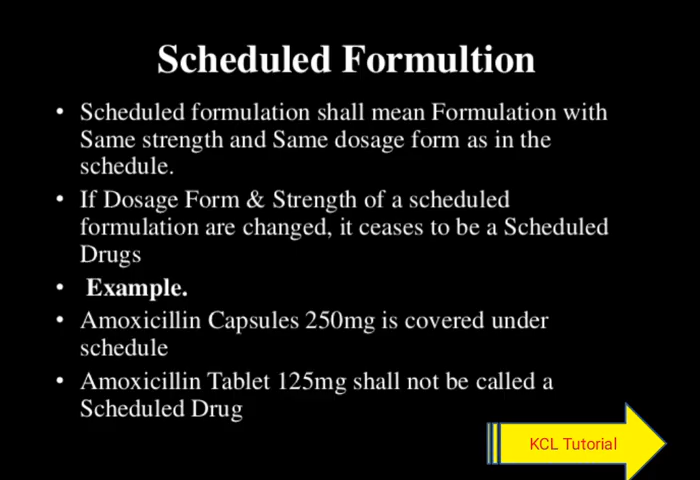 Scheduled Formultion
• Scheduled formulation shall mean Formulation with
Same strength and Same dosage form as in the
schedule.
• If Dosage Form & Strength of a scheduled
formulation are changed, it ceases to be a Scheduled
Drugs
• Example.
• Amoxicillin Capsules 250mg is covered under
schedule
• Amoxicillin Tablet 125mg shall not be called a
Scheduled Drug
KCL Tutorial